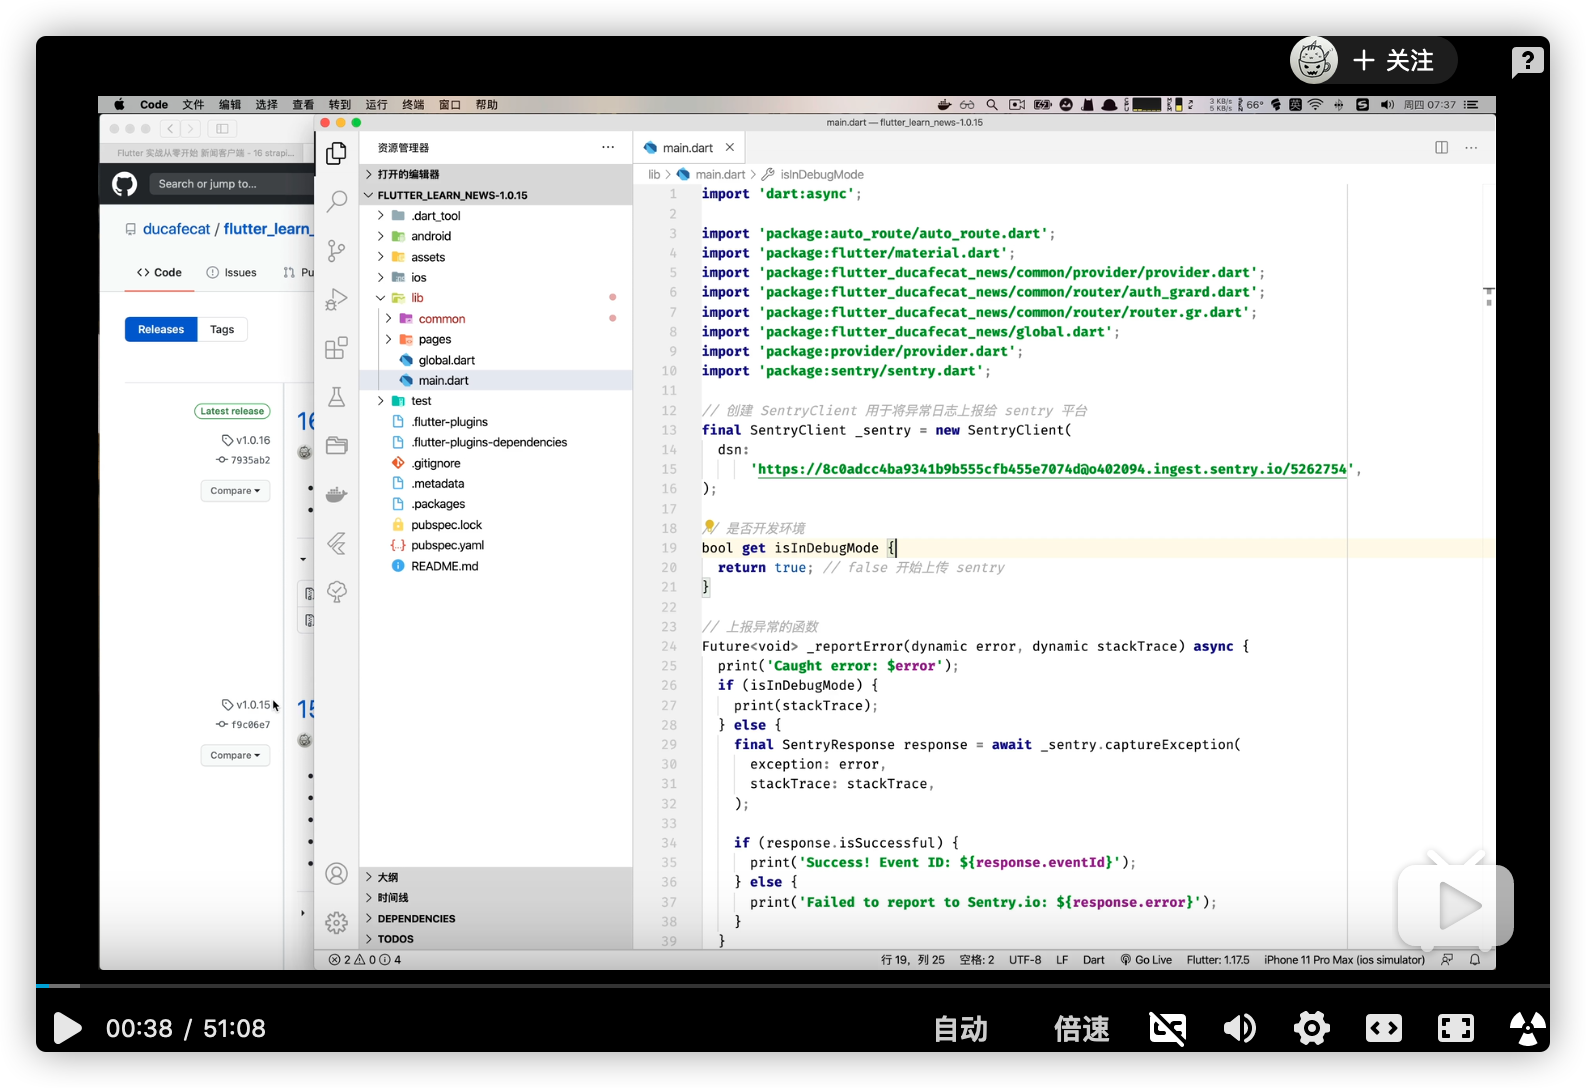 + 关注
?
Code 文件 编辑 选择 查看 转到 运行 终端 窗口 帮助
3 KB/s
5 KB/s
66°
英
周四 07:37
Flutter 实战从零开始 新闻客户端 - 16 strapi...
main.dart — flutter_learn_news-1.0.15
Search or jump to...
ducafecat / flutter_learn_
Code
Issues
Pu
Releases
Tags
Latest release
16
v1.0.16
7935ab2
Compare
v1.0.15
15
f9c06e7
Compare
资源管理器
打开的编辑器
FLUTTER_LEARN_NEWS-1.0.15
.dart_tool
android
assets
ios
lib
common
pages
global.dart
main.dart
test
.flutter-plugins
.flutter-plugins-dependencies
.gitignore
.metadata
.packages
pubspec.lock
pubspec.yaml
README.md
大纲
时间线
DEPENDENCIES
TODOS
main.dart
lib > main.dart > isInDebugMode
1 import 'dart:async';
2
3 import 'package:auto_route/auto_route.dart';
4 import 'package:flutter/material.dart';
5 import 'package:flutter_ducafecat_news/common/provider/provider.dart';
6 import 'package:flutter_ducafecat_news/common/router/auth_grard.dart';
7 import 'package:flutter_ducafecat_news/common/router/router.gr.dart';
8 import 'package:flutter_ducafecat_news/global.dart';
9 import 'package:provider/provider.dart';
10 import 'package:sentry/sentry.dart';
11
12 // 创建 SentryClient 用于将异常日志上报给 sentry 平台
13 final SentryClient _sentry = new SentryClient(
14 dsn:
15 'https://8c0adcc4ba9341b9b555cfb455e7074d@o402094.ingest.sentry.io/5262754',
16 );
17
18 // 是否开发环境
19 bool get isInDebugMode {
20 return true; // false 开始上传 sentry
21 }
22
23 // 上报异常的函数
24 Future<void> _reportError(dynamic error, dynamic stackTrace) async {
25 print('Caught error: $error');
26 if (isInDebugMode) {
27 print(stackTrace);
28 } else {
29 final SentryResponse response = await _sentry.captureException(
30 exception: error,
31 stackTrace: stackTrace,
32 );
33
34 if (response.isSuccessful) {
35 print('Success! Event ID: ${response.eventId}');
36 } else {
37 print('Failed to report to Sentry.io: ${response.error}');
38 }
39 }
2 0 4
行 19，列 25 空格: 2 UTF-8 LF Dart Go Live Flutter: 1.17.5 iPhone 11 Pro Max (ios simulator)
00:38 / 51:08
自动
倍速